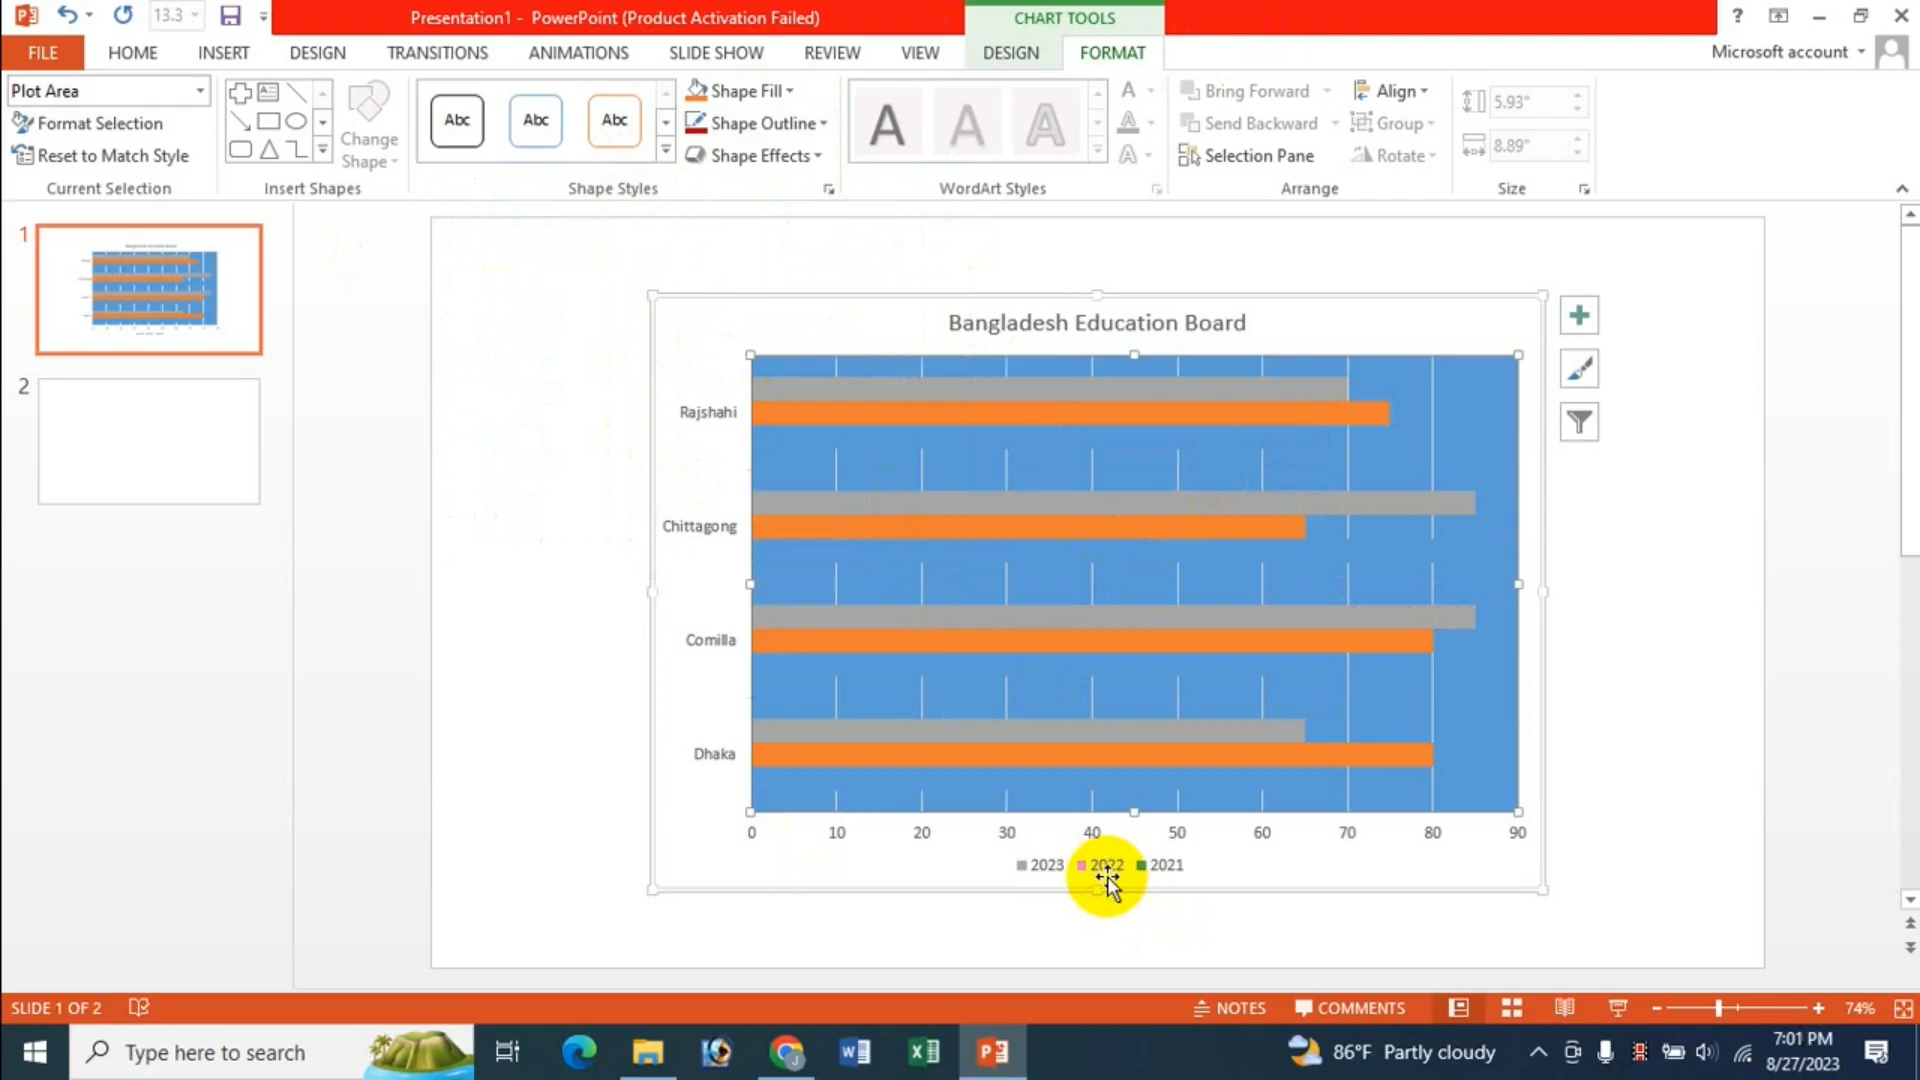 13.3
Presentation1 - PowerPoint (Product Activation Failed)
CHART TOOLS
?
FILE
HOME
INSERT
DESIGN
TRANSITIONS
ANIMATIONS
SLIDE SHOW
REVIEW
VIEW
DESIGN
FORMAT
Microsoft account
Plot Area
Format Selection
Reset to Match Style
Current Selection
Change
Shape
Insert Shapes
Abc
Abc
Abc
Shape Fill
Shape Outline
Shape Effects
Shape Styles
A A A
WordArt Styles
Bring Forward
Send Backward
Selection Pane
Align
Group
Rotate
Arrange
5.93"
8.89"
Size
1
2
Bangladesh Education Board
Rajshahi
Chittagong
Comilla
Dhaka
0 10 20 30 40 50 60 70 80 90
2023 2022 2021
SLIDE 1 OF 2
NOTES
COMMENTS
74%
Type here to search
86°F Partly cloudy
7:01 PM
8/27/2023